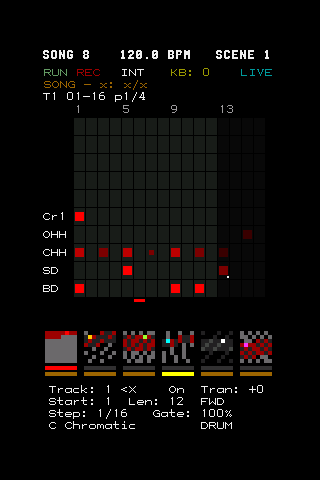 SONG 8 120.0 BPM SCENE 1
RUN REC INT KB: O LIVE
SONG - x: x/x
T1 O1-16 p1/4
1 5 9 13
Cr1
OHH
CHH
SD
BD
Track: 1 <X On Tran: +0
Start: 1 Len: 12 FWD
Step: 1/16 Gate: 100%
C Chromatic DRUM